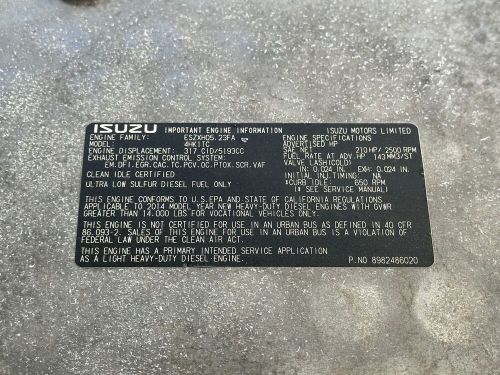 ISUZU IMPORTANT ENGINE INFORMATION ISUZU MOTORS LIMITED
ENGINE FAMILY: ESZXH05.23FA
MODEL: 4HK1TC
ENGINE DISPLACEMENT: 317 CID/5193CC
EXHAUST EMISSION CONTROL SYSTEM:
EM.DFI.EGR.CAC.TC.PCV.OC.PTOX.SCR.VAF
CLEAN IDLE CERTIFIED
ULTRA LOW SULFUR DIESEL FUEL ONLY
ENGINE SPECIFICATIONS:
ADVERTISED HP
SAE NET 210HP/ 2500 RPM
FUEL RATE AT ADV.HP 143MM3/ST
VALVE LASH(COLD)
IN: 0.024 IN. EXH: 0.024 IN.
INITIAL INJ.TIMING NA
*CURB IDLE: 650 RPM
(* SEE SERVICE MANUAL)
THIS ENGINE CONFORMS TO U.S.EPA AND STATE OF CALIFORNIA REGULATIONS
APPLICABLE TO 2014 MODEL YEAR NEW HEAVY-DUTY DIESEL ENGINES WITH GVWR
GREATER THAN 14,000 LBS FOR VOCATIONAL VEHICLES ONLY.
THIS ENGINE IS NOT CERTIFIED FOR USE IN AN URBAN BUS AS DEFINED IN 40 CFR
86.093-2. SALES OF THIS ENGINE FOR USE IN AN URBAN BUS IS A VIOLATION OF
FEDERAL LAW UNDER THE CLEAN AIR ACT.
THIS ENGINE HAS A PRIMARY INTENDED SERVICE APPLICATION
AS A LIGHT HEAVY-DUTY DIESEL ENGINE. P.NO 8982486020